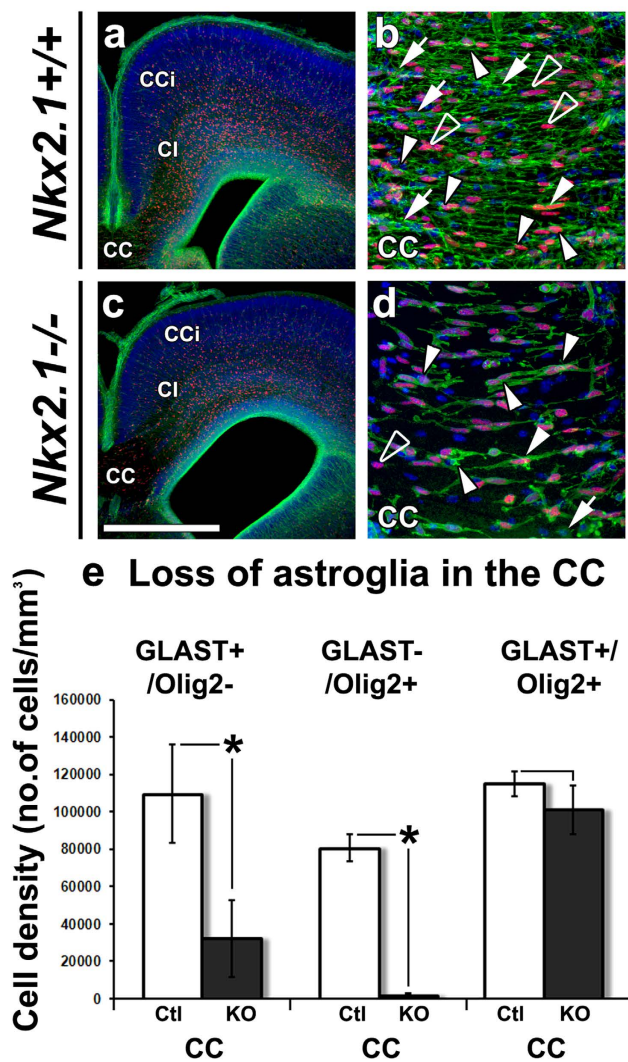 Nkx2.1+/+
a
CCi
CI
CC
b
CC
Nkx2.1-/-
c
CCi
CI
CC
d
CC
e Loss of astroglia in the CC
GLAST+
/Olig2-
GLAST-
/Olig2+
GLAST+/
Olig2+
Cell density (no.of cells/mm³)
160000
140000
120000
100000
80000
60000
40000
20000
0
*
*
Ctl KO Ctl KO Ctl KO
CC CC CC